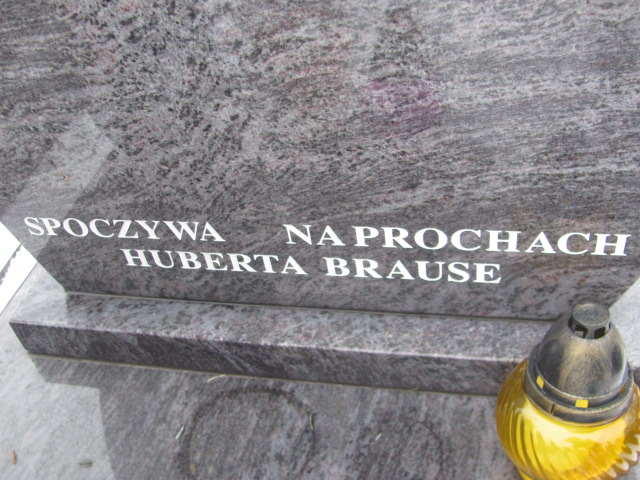 SPOCZYWA NA PROCHACH
HUBERTA BRAUSE